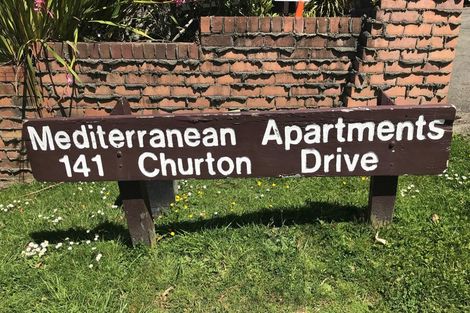 Mediterranean Apartments
141 Churton Drive